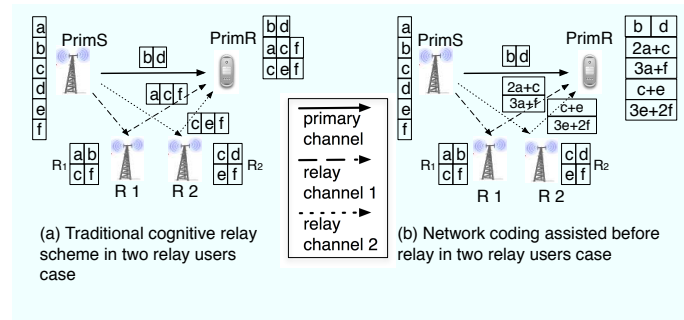 a
b
c
d
e
f
PrimS
PrimR
b d
a c f
c e f
b d
a c f
c e f
R1
a b
c f
R 1
R 2
c d
e f
R2
(a) Traditional cognitive relay
scheme in two relay users
case
primary
channel
relay
channel 1
relay
channel 2
a
b
c
d
e
f
PrimS
PrimR
b d
2a+c
3a+f
c+e
3e+2f
b d
2a+c
3a+f
c+e
3e+2f
R1
a b
c f
R 1
R 2
c d
e f
R2
(b) Network coding assisted before
relay in two relay users case